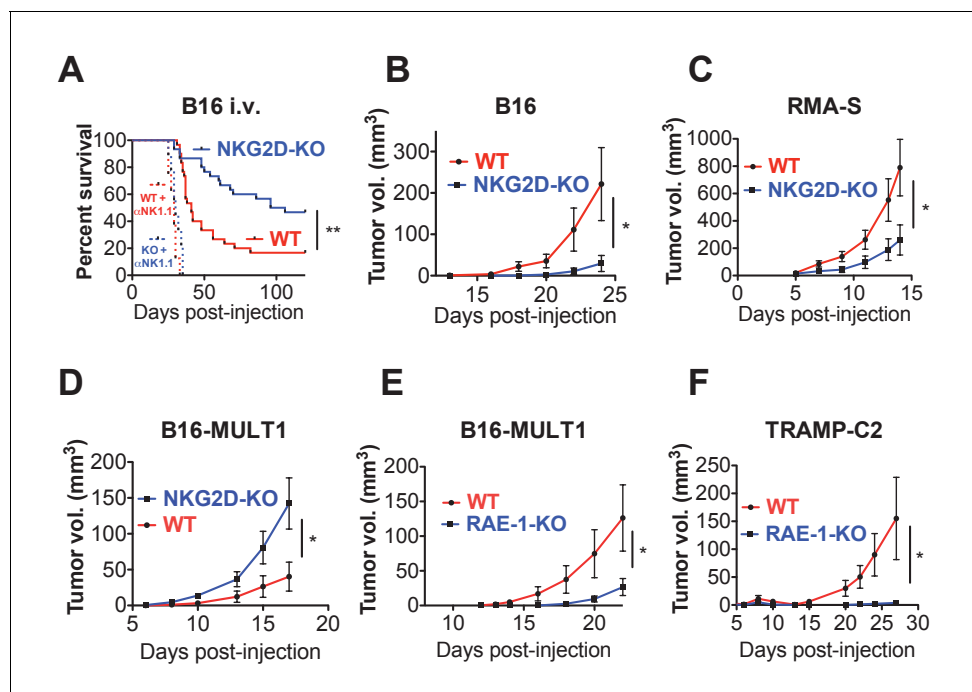 A
B16 i.v.
Percent survival
100
80
60
40
20
0
NKG2D-KO
WT +
αNK1.1
KO +
αNK1.1
WT
**
0 50 100
Days post-injection
B
B16
Tumor vol. (mm³)
300
200
100
0
WT
NKG2D-KO
*
15 20 25
Days post-injection
C
RMA-S
Tumor vol. (mm³)
1000
800
600
400
200
0
WT
NKG2D-KO
*
0 5 10 15
Days post-injection
D
B16-MULT1
Tumor vol. (mm³)
200
150
100
50
0
NKG2D-KO
WT
*
5 10 15 20
Days post-injection
E
B16-MULT1
Tumor vol. (mm³)
200
150
100
50
0
WT
RAE-1-KO
*
10 15 20
Days post-injection
F
TRAMP-C2
Tumor vol. (mm³)
250
200
150
100
50
0
WT
RAE-1-KO
*
5 10 15 20 25 30
Days post-injection